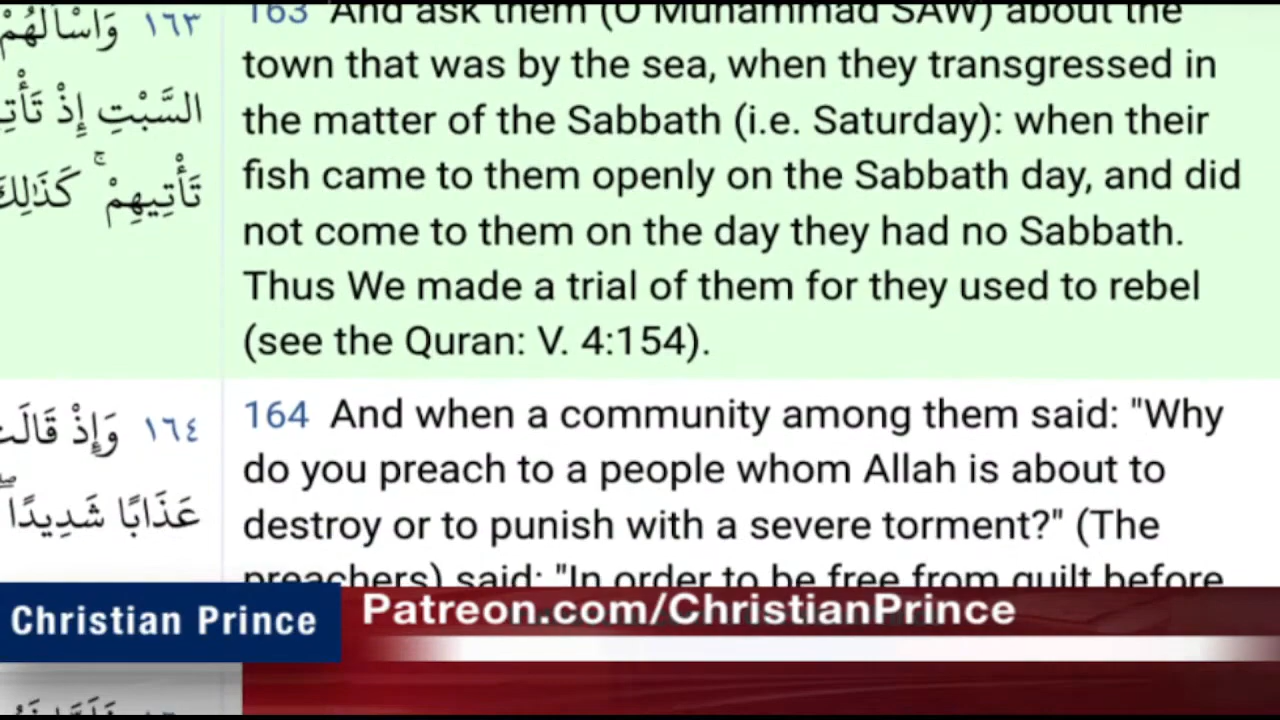 163 And ask them (O Muhammad SAW) about the
town that was by the sea, when they transgressed in
the matter of the Sabbath (i.e. Saturday): when their
fish came to them openly on the Sabbath day, and did
not come to them on the day they had no Sabbath.
Thus We made a trial of them for they used to rebel
(see the Quran: V. 4:154).
١٦٣ وَاسْأَلْهُمْ
السَّبْتِ إِذْ تَأْتِ
تَأْتِيهِمْ ۚ كَذَٰلِكَ
164 And when a community among them said: "Why
do you preach to a people whom Allah is about to
destroy or to punish with a severe torment?" (The
preachers) said: "In order to be free from guilt before
١٦٤ وَإِذْ قَالَت
عَذَابًا شَدِيدًا ۖ
Christian Prince
Patreon.com/ChristianPrince